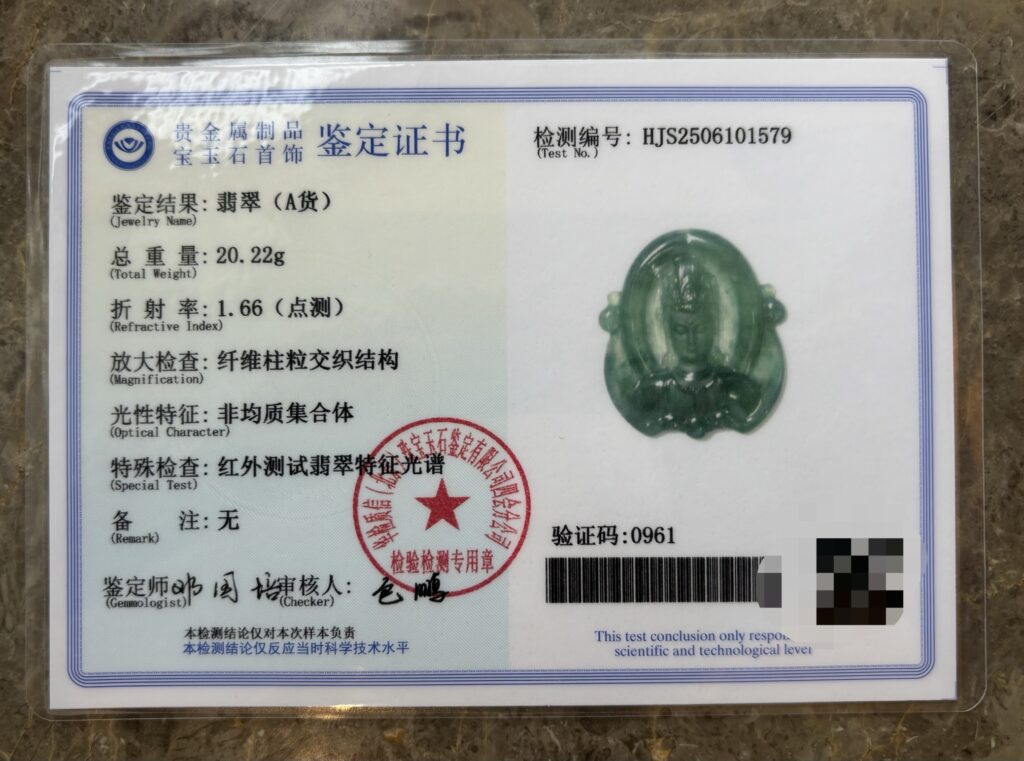 贵金属制品
宝玉石首饰
鉴定证书
鉴定结果: 翡翠（A货）
(Jewelry Name)
总重量: 20.22g
(Total Weight)
折射率: 1.66（点测）
(Refractive Index)
放大检查: 纤维柱粒交织结构
(Magnification)
光性特征: 非均质集合体
(Optical Character)
特殊检查: 红外测试翡翠特征光谱
(Special Test)
备注: 无
(Remark)
鉴定师 邓国培 审核人: 包鹏
(Gemmologist) (Checker)
检验检测专用章
本检测结论仅对本次样本负责
本检测结论仅反应当时科学技术水平
检测编号: HJS2506101579
(Test No.)
验证码:0961
This test conclusion only
scientific and technological level